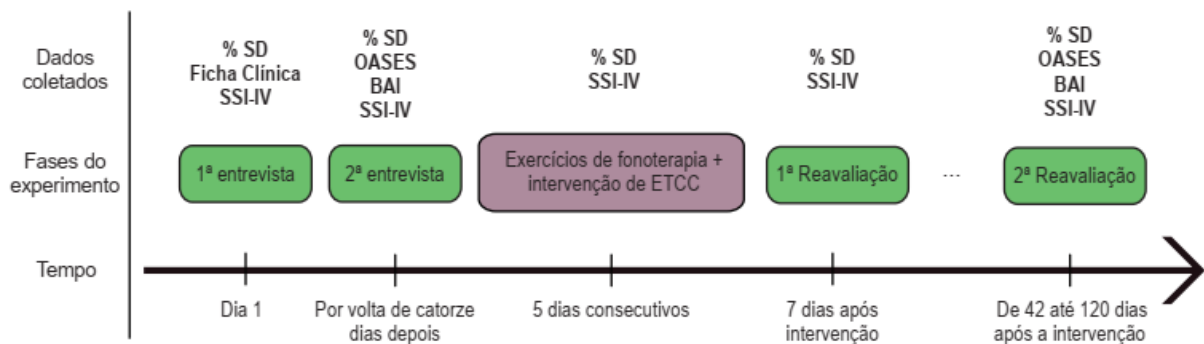 Dados
coletados
% SD
Ficha Clínica
SSI-IV
% SD
OASES
BAI
SSI-IV
% SD
SSI-IV
% SD
SSI-IV
% SD
OASES
BAI
SSI-IV
Fases do
experimento
1ª entrevista
2ª entrevista
Exercícios de fonoterapia +
intervenção de ETCC
1ª Reavaliação
...
2ª Reavaliação
Tempo
Dia 1
Por volta de catorze
dias depois
5 dias consecutivos
7 dias após
intervenção
De 42 até 120 dias
após a intervenção